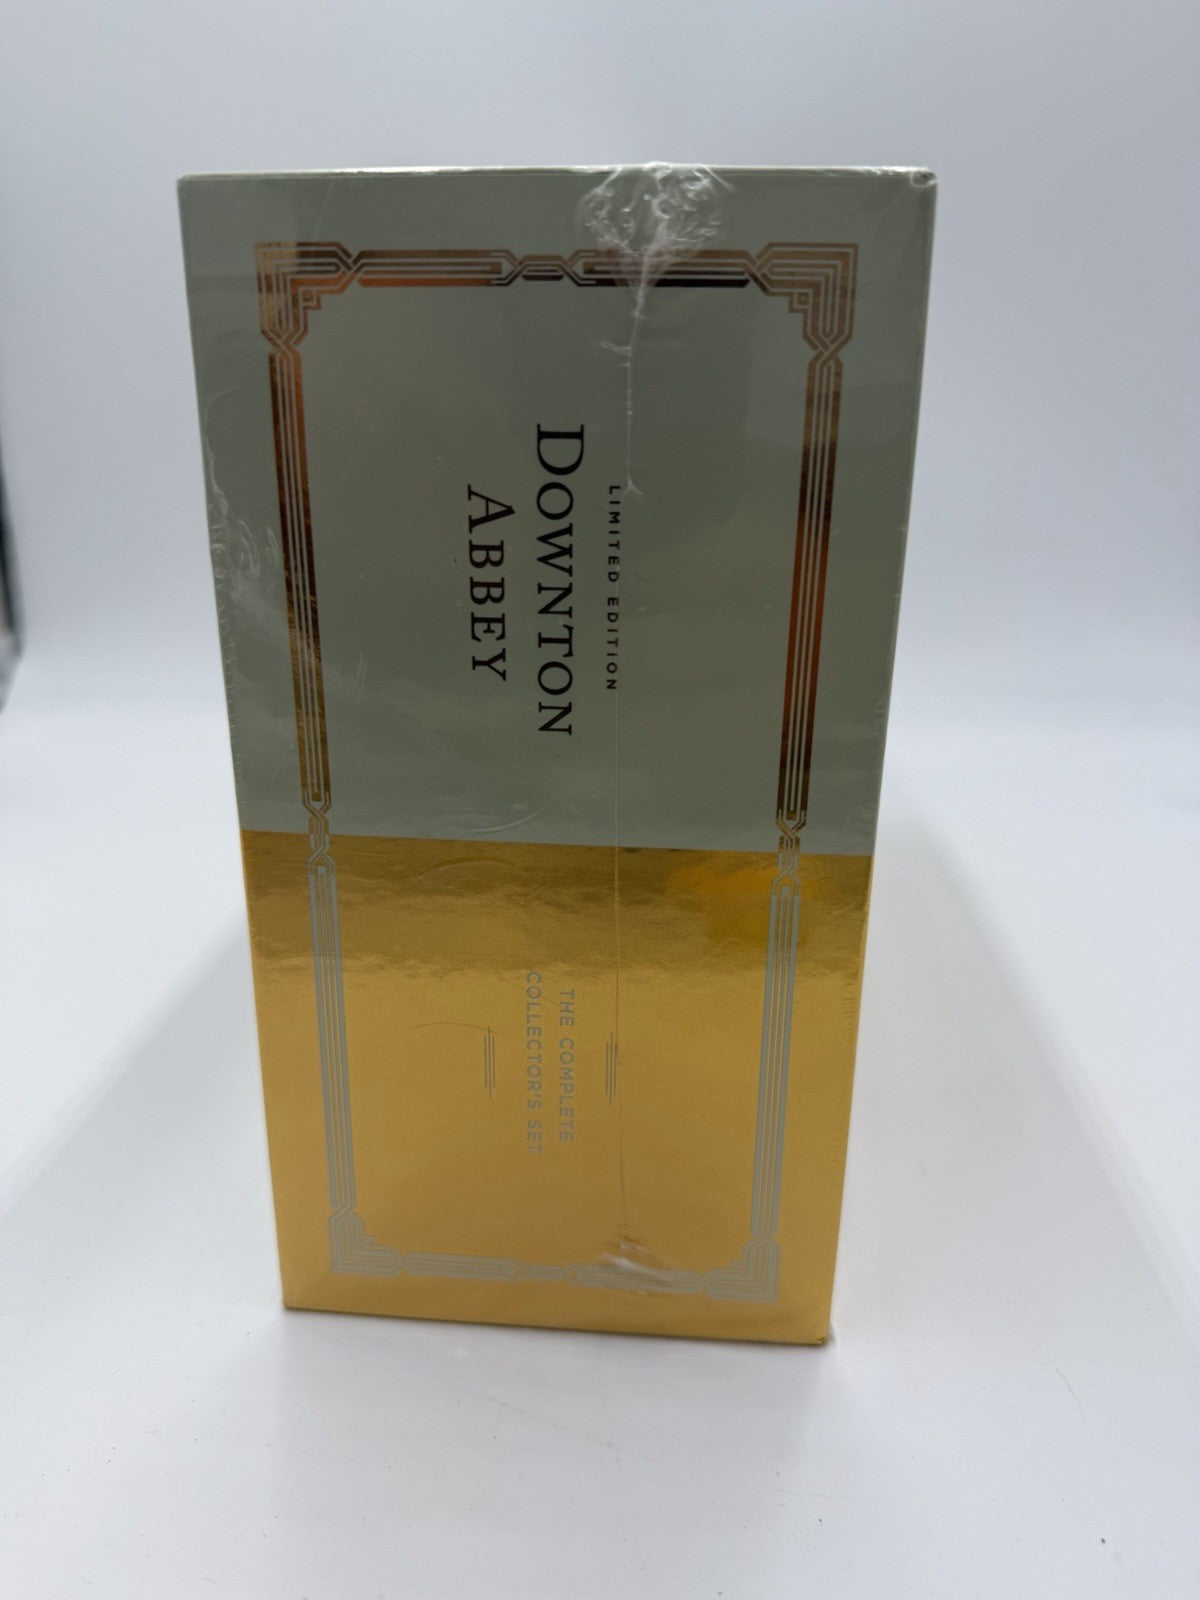 LIMITED EDITION
DOWNTON
ABBEY
THE COMPLETE
COLLECTOR'S SET